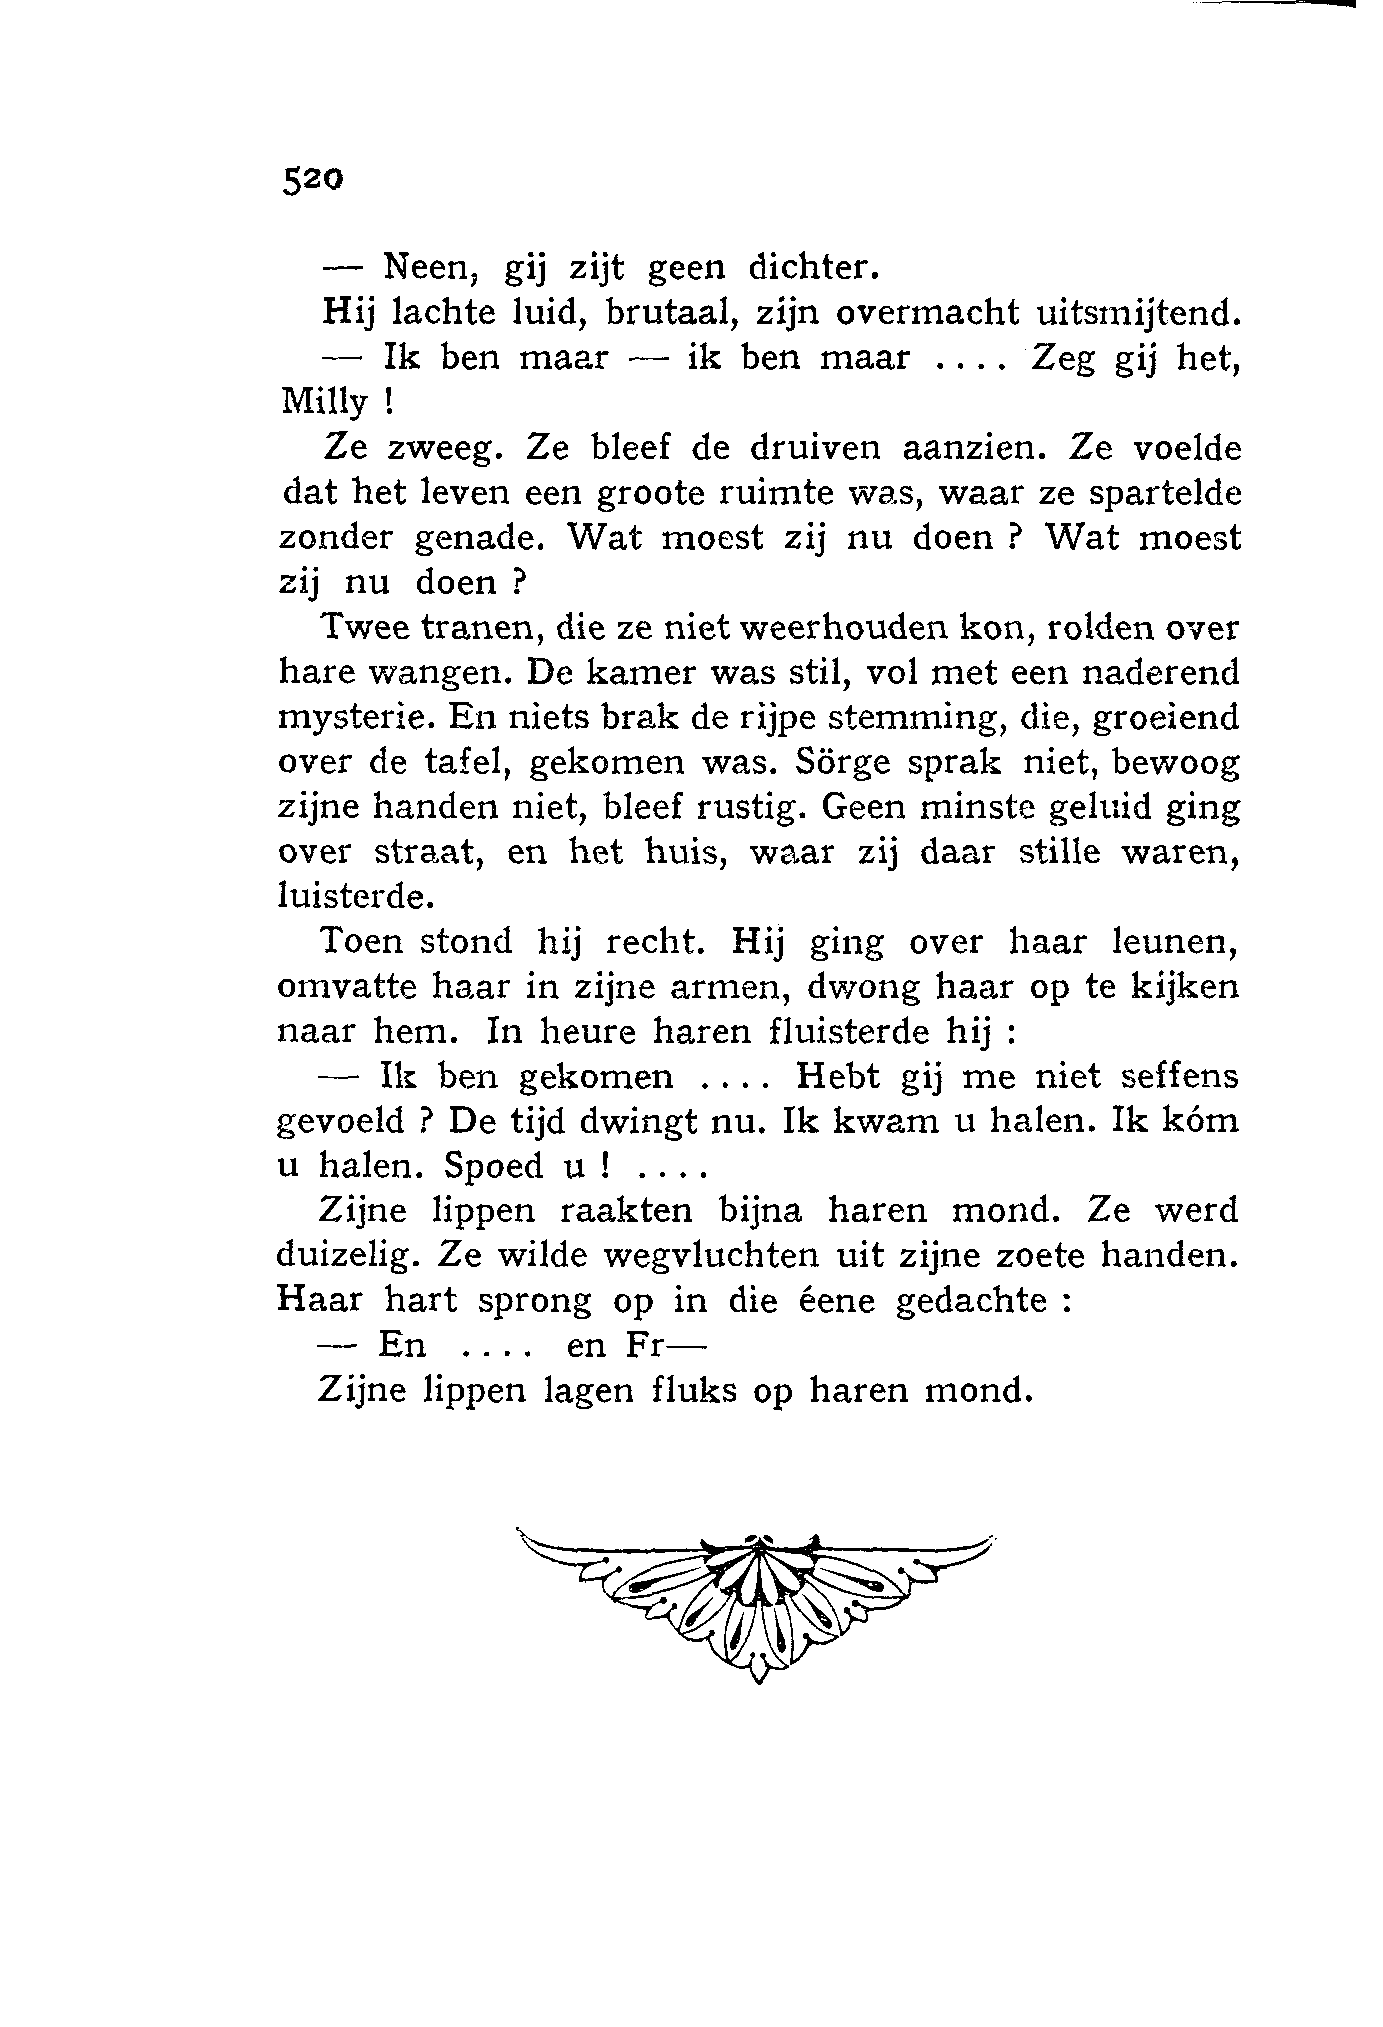 520
— Neen, gij zijt geen dichter.
Hij lachte luid, brutaal, zijn overmacht uitsmijtend.
— Ik ben maar — ik ben maar .... Zeg gij het,
Milly !
Ze zweeg. Ze bleef de druiven aanzien. Ze voelde
dat het leven een groote ruimte was, waar ze spartelde
zonder genade. Wat moest zij nu doen ? Wat moest
zij nu doen ?
Twee tranen, die ze niet weerhouden kon, rolden over
hare wangen. De kamer was stil, vol met een naderend
mysterie. En niets brak de rijpe stemming, die, groeiend
over de tafel, gekomen was. Sörge sprak niet, bewoog
zijne handen niet, bleef rustig. Geen minste geluid ging
over straat, en het huis, waar zij daar stille waren,
luisterde.
Toen stond hij recht. Hij ging over haar leunen,
omvatte haar in zijne armen, dwong haar op te kijken
naar hem. In heure haren fluisterde hij :
— Ik ben gekomen .... Hebt gij me niet seffens
gevoeld ? De tijd dwingt nu. Ik kwam u halen. Ik kóm
u halen. Spoed u ! ....
Zijne lippen raakten bijna haren mond. Ze werd
duizelig. Ze wilde wegvluchten uit zijne zoete handen.
Haar hart sprong op in die éene gedachte :
— En .... en Fr—
Zijne lippen lagen fluks op haren mond.